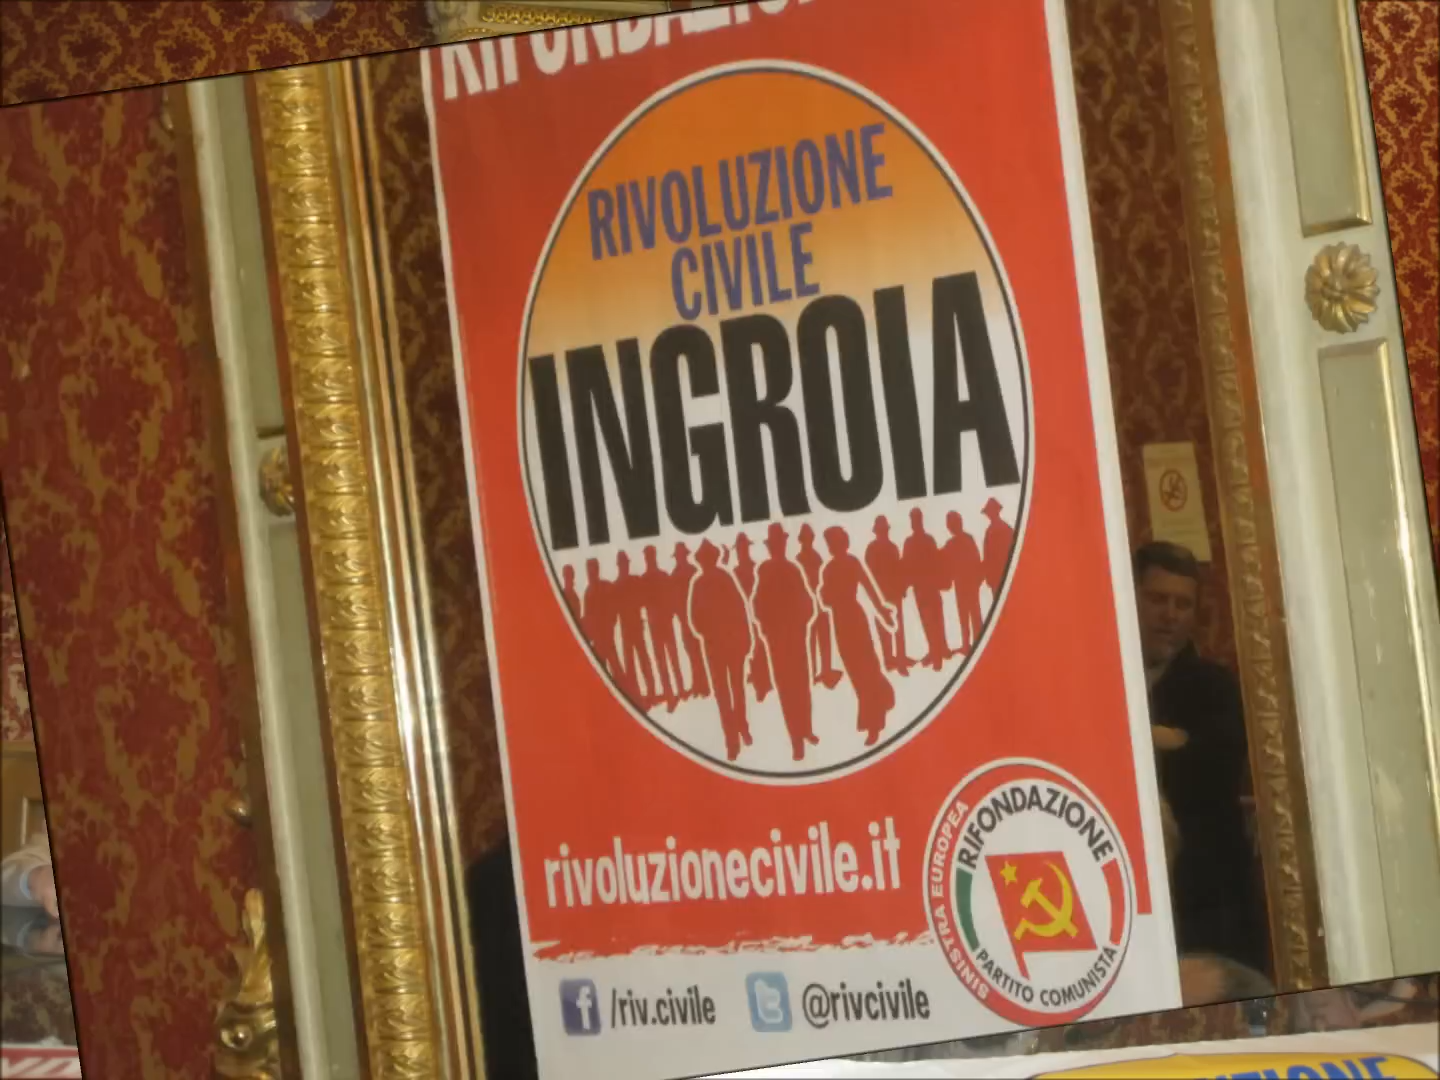 RIVOLUZIONE
CIVILE
INGROIA
rivoluzionecivile.it
SINISTRA EUROPEA
RIFONDAZIONE
PARTITO COMUNISTA
f /riv.civile
t @rivcivile